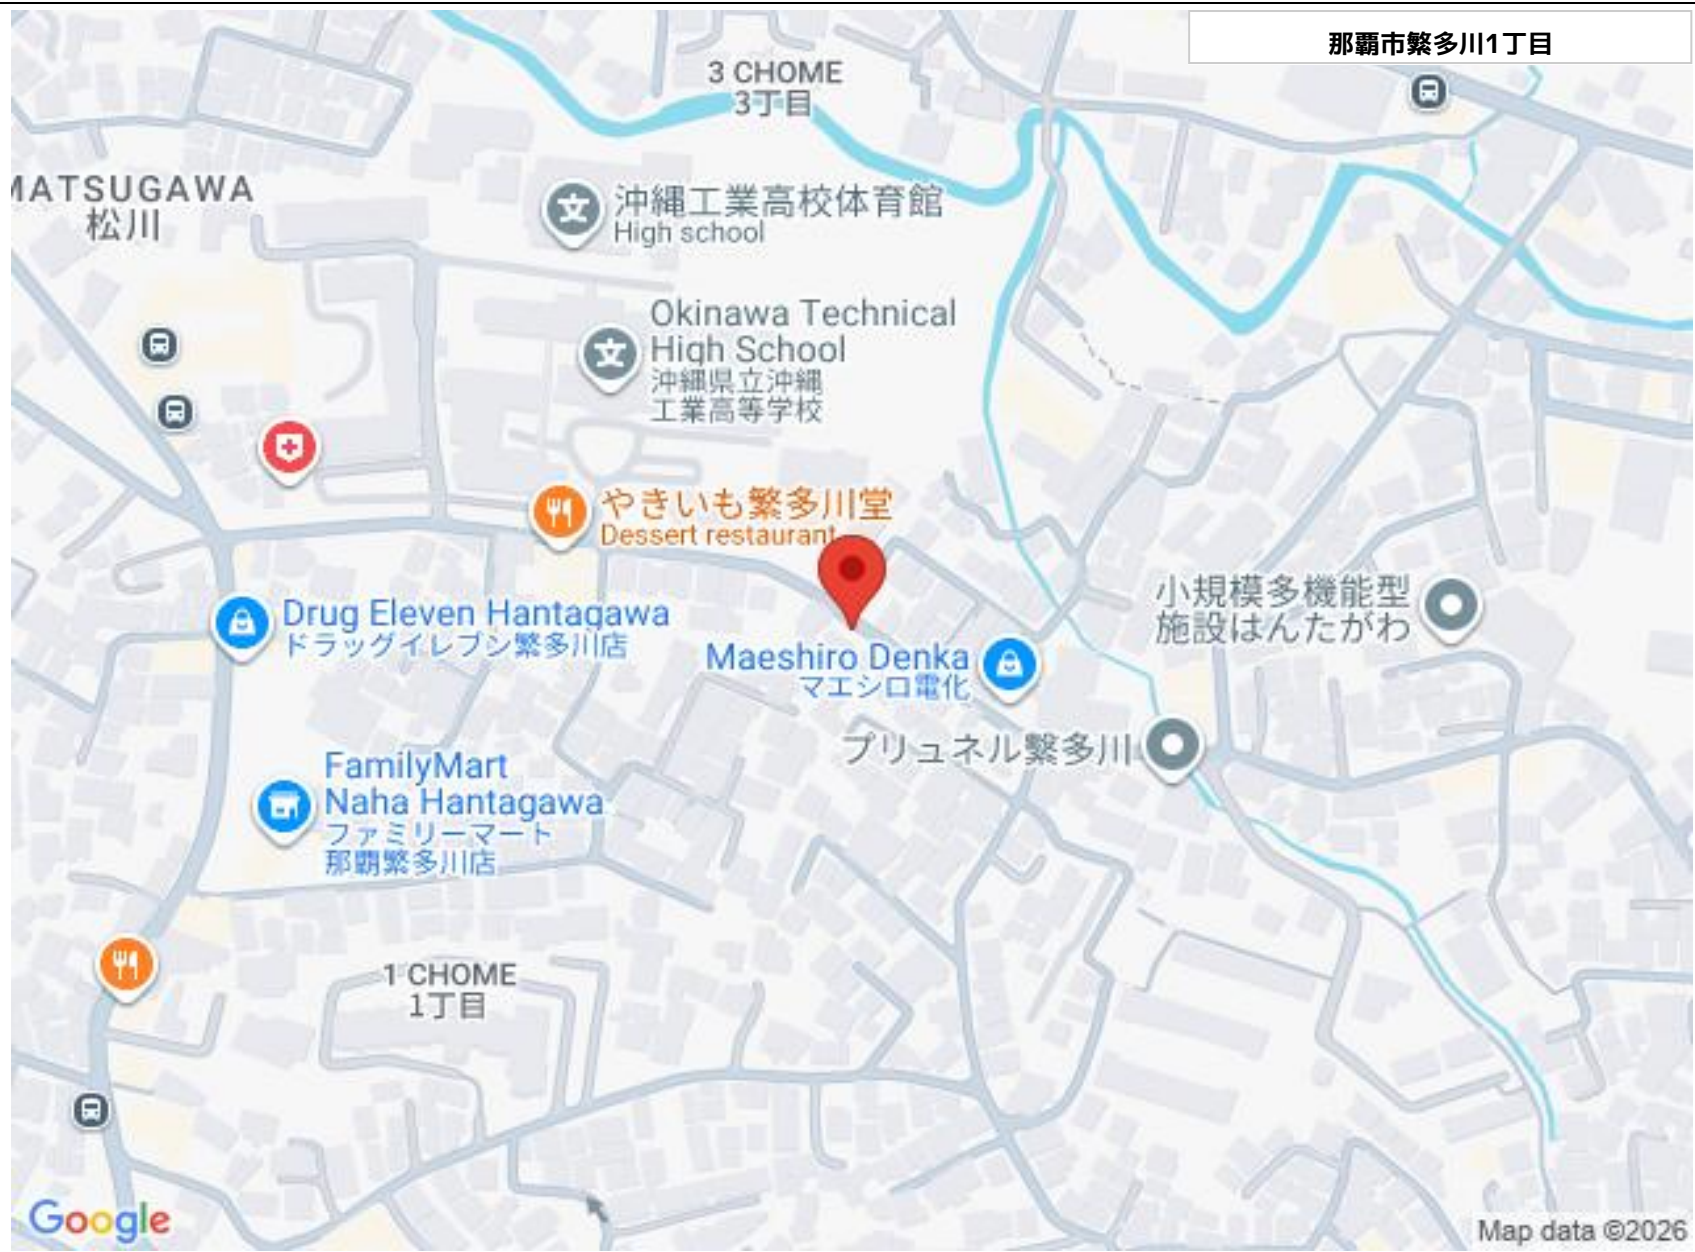 那覇市繁多川1丁目
3 CHOME
3丁目
MATSUGAWA
松川
沖縄工業高校体育館
High school
Okinawa Technical
High School
沖縄県立沖縄
工業高等学校
やきいも繁多川堂
Dessert restaurant
小規模多機能型
施設はんたがわ
Drug Eleven Hantagawa
ドラッグイレブン繁多川店
Maeshiro Denka
マエシロ電化
プリュネル繁多川
FamilyMart
Naha Hantagawa
ファミリーマート
那覇繁多川店
1 CHOME
1丁目
Google
Map data ©2026